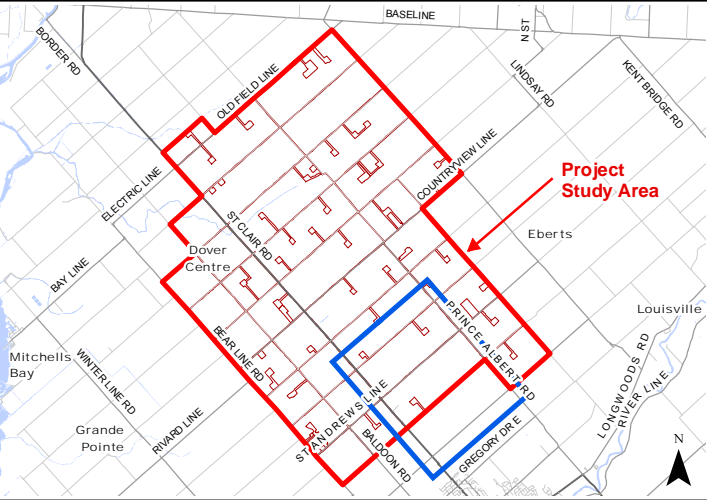 BASELINE
N ST
BORDER RD
OLD FIELD LINE
LINDSAY RD
KENT BRIDGE RD
COUNTRYVIEW LINE
ELECTRIC LINE
Project
Study Area
ST CLAIR RD
Eberts
Dover
Centre
BAY LINE
PRINCE ALBERT RD
Louisville
BEAR LINE RD
Mitchells
Bay
WINTER LINE RD
LONGWOODS RD
RIVER LINE
ST ANDREWS LINE
RIVARD LINE
Grande
Pointe
BALDOON RD
GREGORY DR E
N